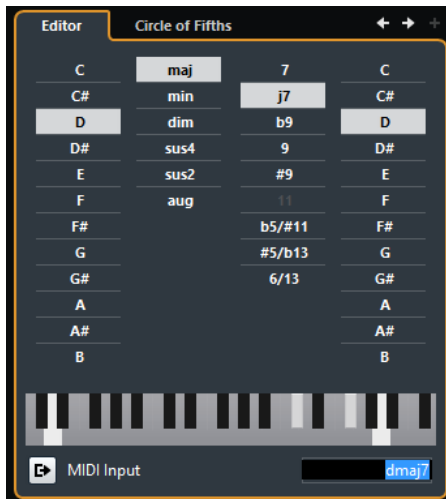 Editor Circle of Fifths
C maj 7 C
C# min j7 C#
D dim b9 D
D# sus4 9 D#
E sus2 #9 E
F aug 11 F
F# b5/#11 F#
G #5/b13 G
G# 6/13 G#
A A
A# A#
B B
MIDI Input dmaj7